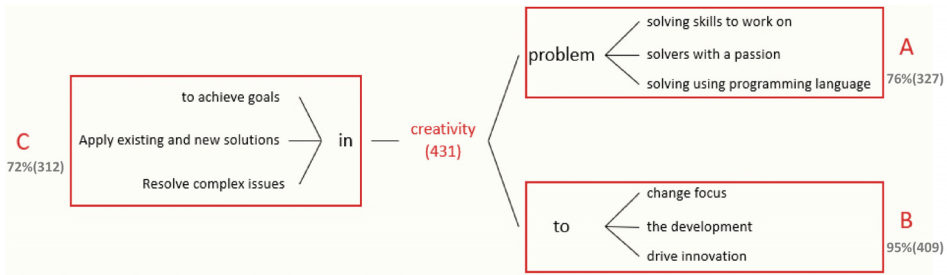 to achieve goals
Apply existing and new solutions
Resolve complex issues
in
C
72%(312)
creativity
(431)
problem
solving skills to work on
solvers with a passion
solving using programming language
A
76%(327)
to
change focus
the development
drive innovation
B
95%(409)